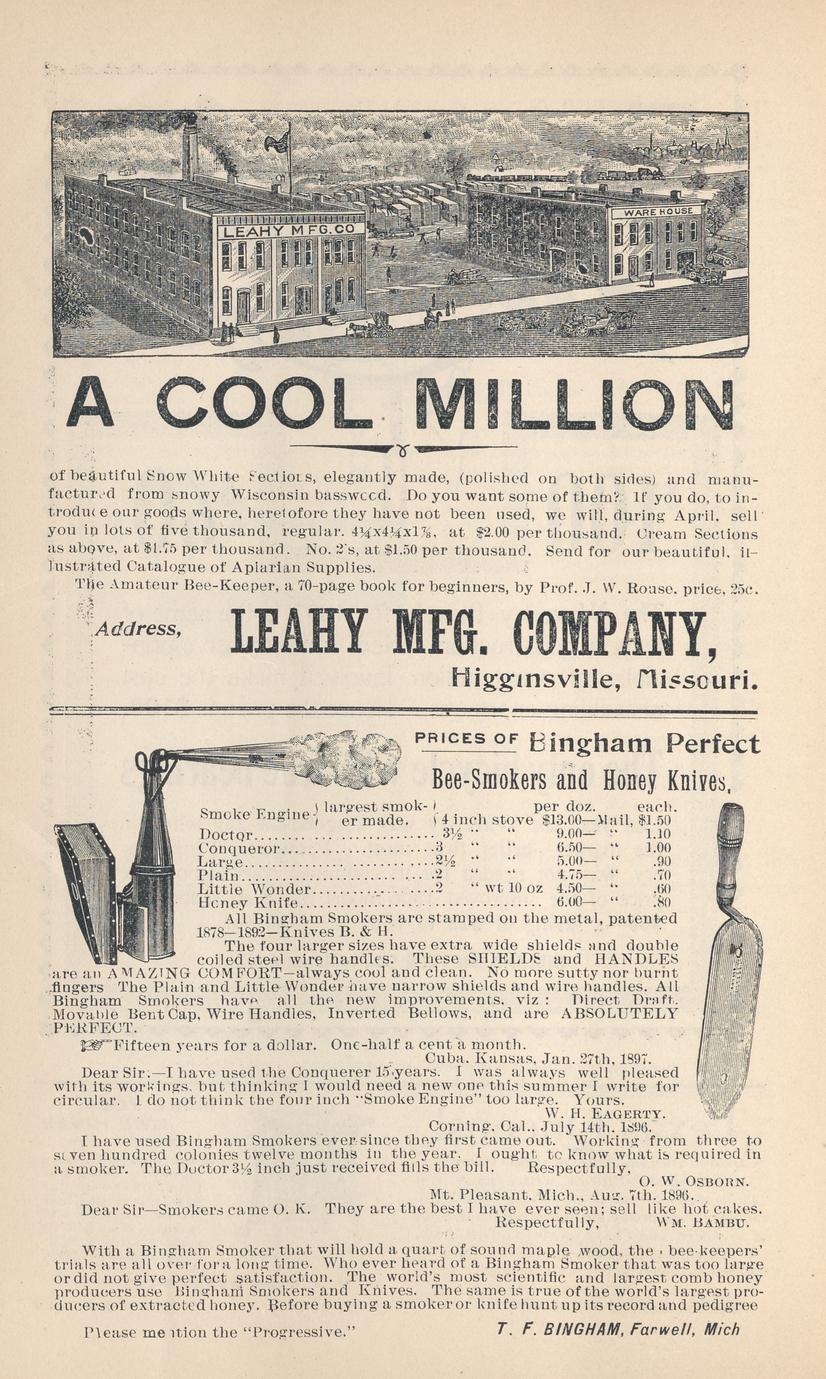 LEAHY MFG. CO
WARE HOUSE
A COOL MILLION
of beautiful Snow White Sections, elegantly made, (polished on both sides) and manu-
factured from snowy Wisconsin basswood. Do you want some of them? If you do, to in-
troduce our goods where, heretofore they have not been used, we will, during April, sell
you in lots of five thousand, regular. 4¼x4¼x1⅞, at $2.00 per thousand. Cream Sections
as above, at $1.75 per thousand. No. 2's, at $1.50 per thousand. Send for our beautiful, il-
lustrated Catalogue of Apiarian Supplies.
The Amateur Bee-Keeper, a 70-page book for beginners, by Prof. J. W. Rouse. price, 25c.
Address, LEAHY MFG. COMPANY,
Higginsville, Missouri.
PRICES OF Bingham Perfect
Bee-Smokers and Honey Knives,
largest smok- per doz. each.
Smoke Engine er made. 4 inch stove $13.00—Mail, $1.50
Doctor........................... 3½ " " 9.00— " 1.10
Conqueror........................3 " " 6.50— " 1.00
Large...........................2½ " " 5.00— " .90
Plain............................2 " " 4.75— " .70
Little Wonder..................2 " wt 10 oz 4.50— " .60
Honey Knife.................................... 6.00— " .80
All Bingham Smokers are stamped on the metal, patented
1878—1892—Knives B. & H.
The four larger sizes have extra wide shields and double
coiled steel wire handles. These SHIELDS and HANDLES
are an AMAZING COMFORT—always cool and clean. No more sutty nor burnt
fingers The Plain and Little Wonder have narrow shields and wire handles. All
Bingham Smokers have all the new improvements, viz : Direct Draft.
Movable Bent Cap, Wire Handles, Inverted Bellows, and are ABSOLUTELY
PERFECT.
☞Fifteen years for a dollar. One-half a cent a month.
Cuba, Kansas, Jan. 27th, 1897.
Dear Sir.—I have used the Conquerer 15 years. I was always well pleased
with its workings, but thinking I would need a new one this summer I write for
circular. I do not think the four inch "Smoke Engine" too large. Yours.
W. H. EAGERTY.
Corning, Cal., July 14th, 1896.
I have used Bingham Smokers ever since they first came out. Working from three to
seven hundred colonies twelve months in the year. I ought to know what is required in
a smoker. The Doctor 3½ inch just received fills the bill. Respectfully,
O. W. OSBORN.
Mt. Pleasant, Mich., Aug. 7th, 1896.
Dear Sir—Smokers came O. K. They are the best I have ever seen; sell like hot cakes.
Respectfully, WM. BAMBU.
With a Bingham Smoker that will hold a quart of sound maple wood, the bee-keepers'
trials are all over for a long time. Who ever heard of a Bingham Smoker that was too large
or did not give perfect satisfaction. The world's most scientific and largest comb honey
producers use Bingham Smokers and Knives. The same is true of the world's largest pro-
ducers of extracted honey. Before buying a smoker or knife hunt up its record and pedigree
Please mention the "Progressive." T. F. BINGHAM, Farwell, Mich